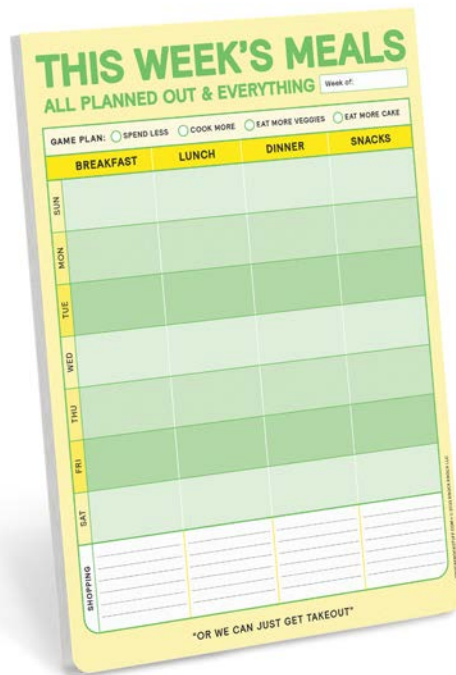 THIS WEEK'S MEALS
ALL PLANNED OUT & EVERYTHING
Week of:
GAME PLAN: SPEND LESS COOK MORE EAT MORE VEGGIES EAT MORE CAKE
BREAKFAST LUNCH DINNER SNACKS
SUN
MON
TUE
WED
THU
FRI
SAT
SHOPPING
"OR WE CAN JUST GET TAKEOUT"